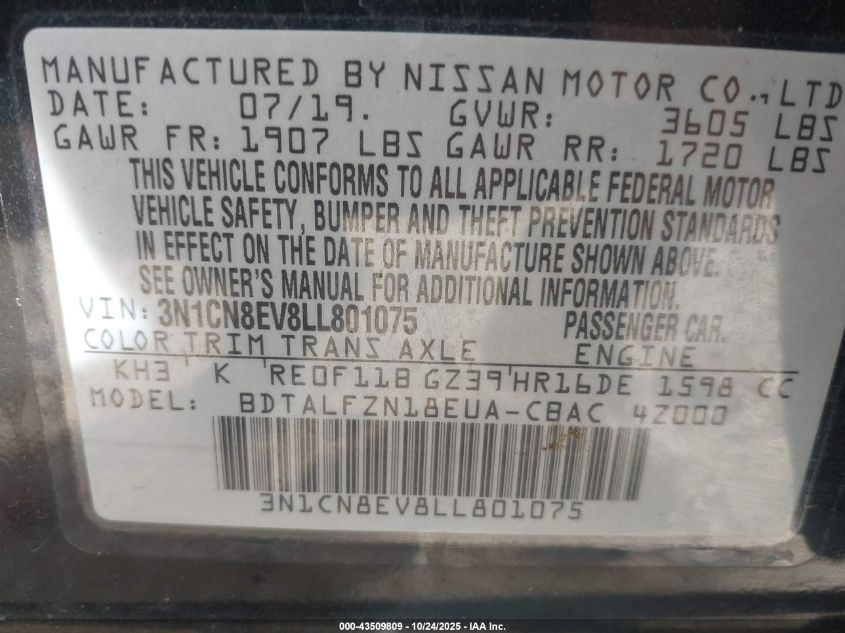 MANUFACTURED BY NISSAN MOTOR CO., LTD
DATE: 07/19. GVWR: 3605 LBS
GAWR FR: 1907 LBS GAWR RR: 1720 LBS
THIS VEHICLE CONFORMS TO ALL APPLICABLE FEDERAL MOTOR
VEHICLE SAFETY, BUMPER AND THEFT PREVENTION STANDARDS
IN EFFECT ON THE DATE OF MANUFACTURE SHOWN ABOVE.
SEE OWNER'S MANUAL FOR ADDITIONAL INFORMATION.
VIN: 3N1CN8EV8LL801075 PASSENGER CAR.
COLOR TRIM TRANS AXLE ENGINE
KH3 K RE0F11B GZ39 HR16DE 1598 CC
MODEL: BDTALFZN18EUA-CBAC 4Z000
3N1CN8EV8LL801075
000-43509809 - 10/24/2025 - IAA Inc.